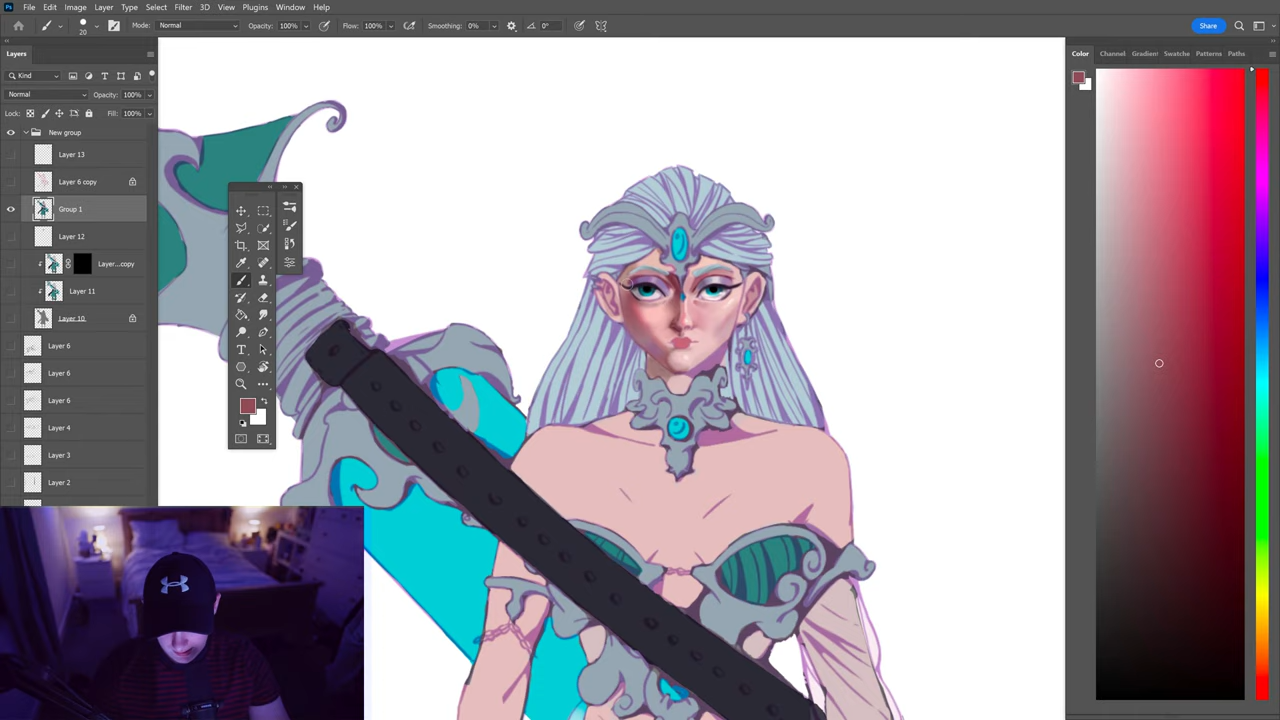 Ps File Edit Image Layer Type Select Filter 3D View Plugins Window Help
20 Mode: Normal Opacity: 100% Flow: 100% Smoothing: 0% 0° Share
Layers
Kind
Normal Opacity: 100%
Lock: Fill: 100%
New group
Layer 13
Layer 6 copy
Group 1
Layer 12
Layer...copy
Layer 11
Layer 10
Layer 6
Layer 6
Layer 6
Layer 4
Layer 3
Layer 2
Color Channel Gradient Swatche Patterns Paths